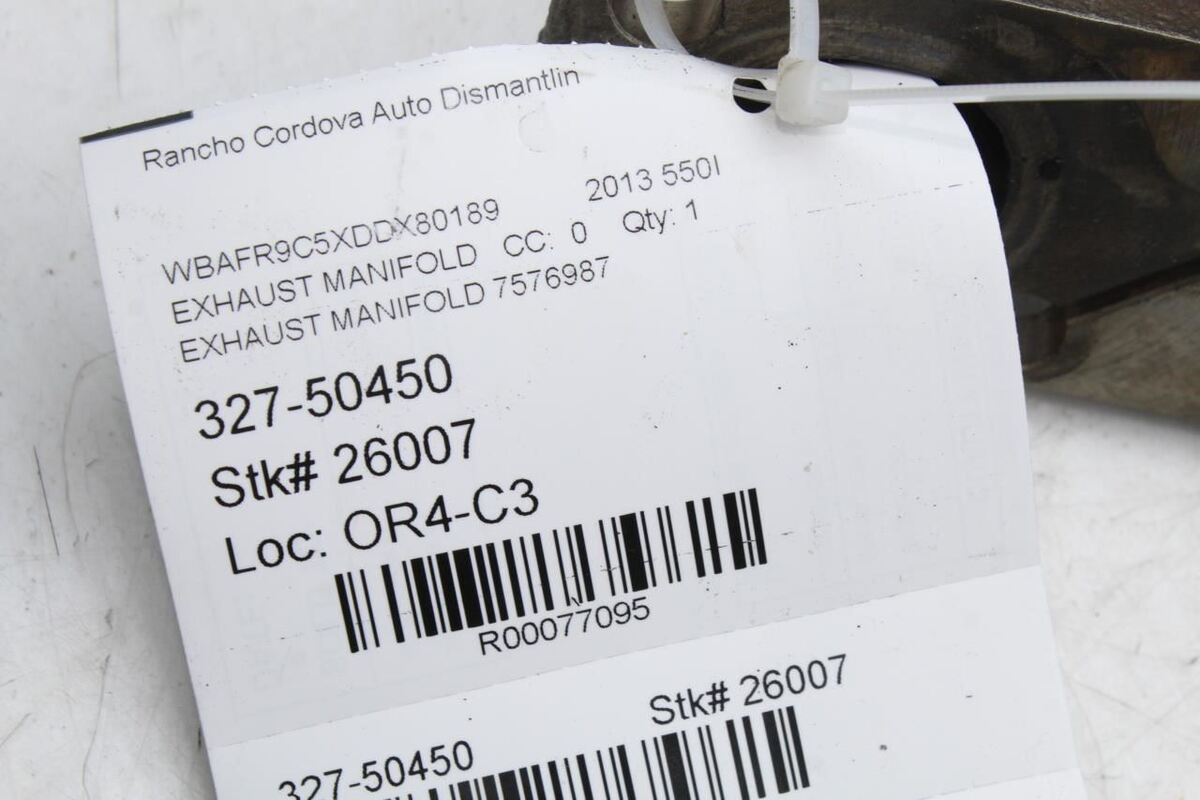 Rancho Cordova Auto Dismantlin
WBAFR9C5XDDX80189 2013 550I
EXHAUST MANIFOLD CC: 0 Qty: 1
EXHAUST MANIFOLD 7576987
327-50450
Stk# 26007
Loc: OR4-C3
R00077095
Stk# 26007
327-50450